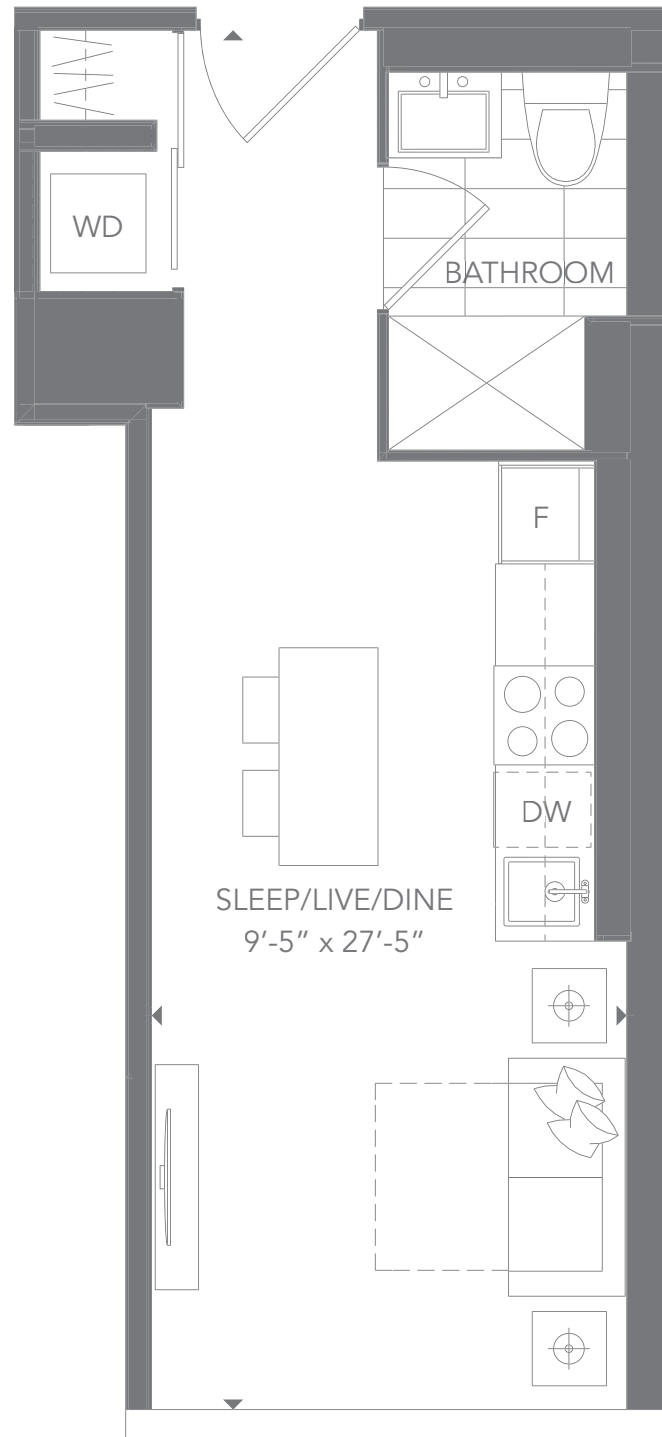 WD
BATHROOM
F
DW
SLEEP/LIVE/DINE
9’-5” x 27’-5”